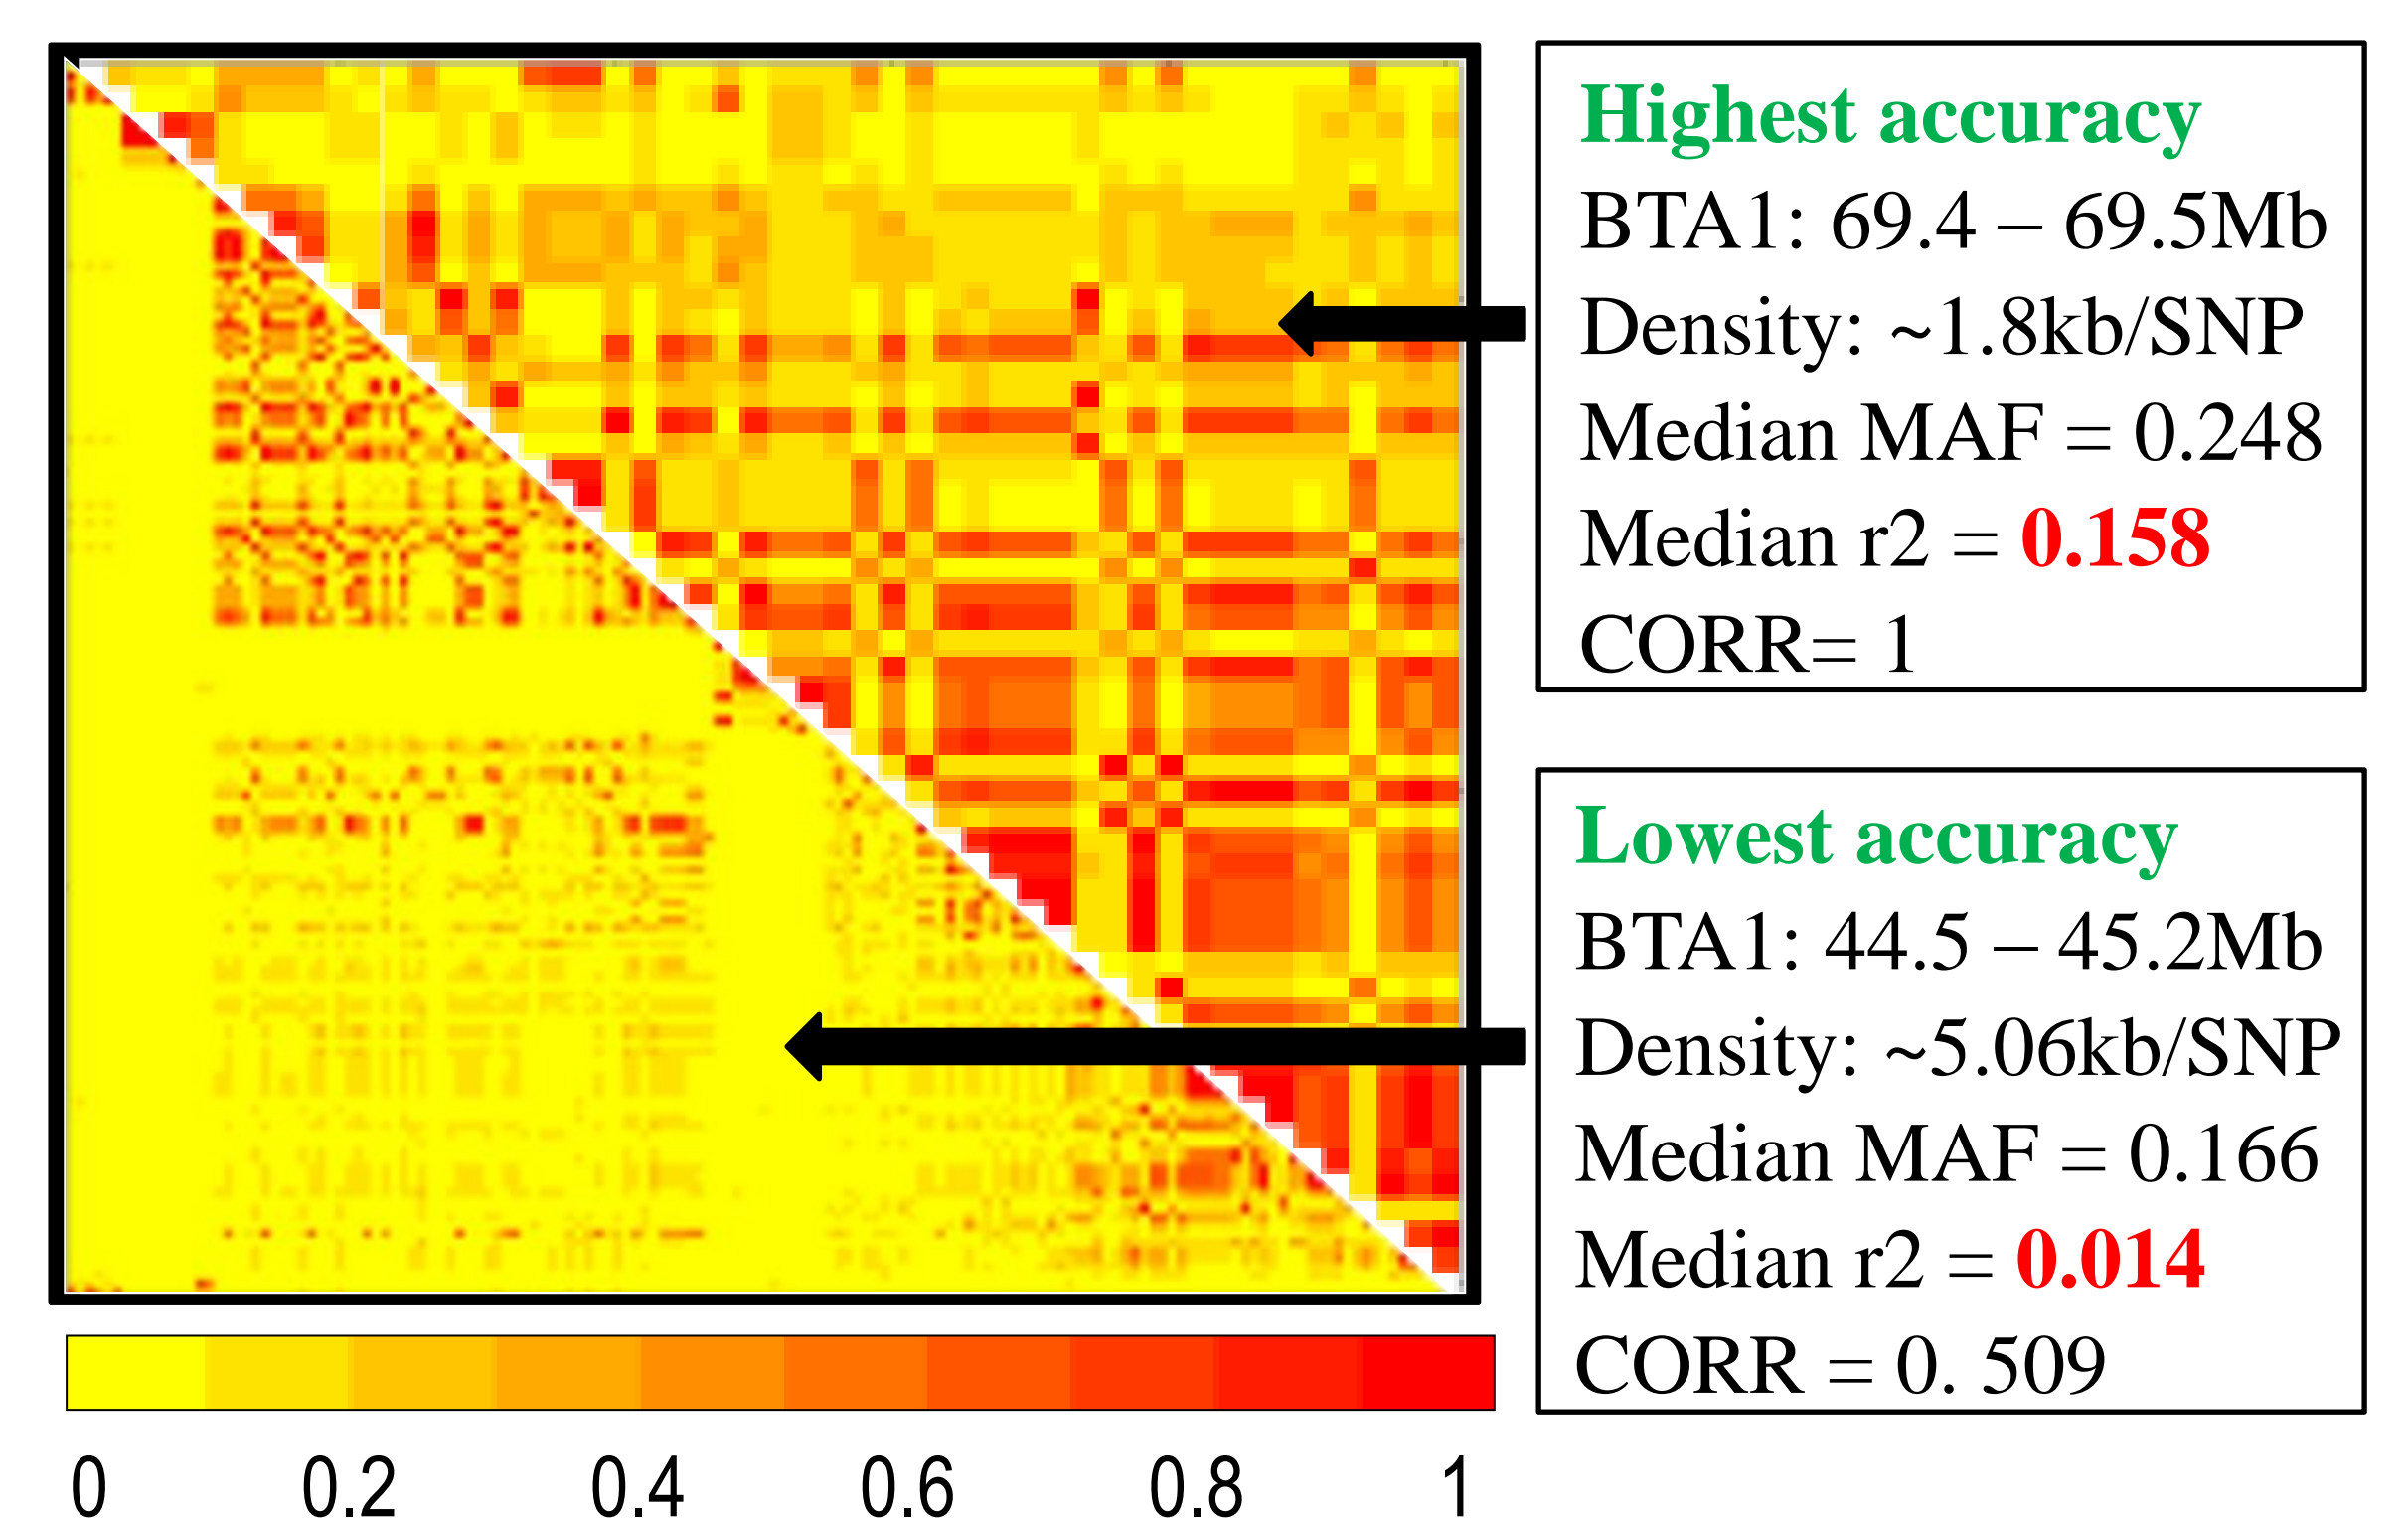 Highest accuracy
BTA1: 69.4 – 69.5Mb
Density: ~1.8kb/SNP
Median MAF = 0.248
Median r2 = 0.158
CORR= 1
Lowest accuracy
BTA1: 44.5 – 45.2Mb
Density: ~5.06kb/SNP
Median MAF = 0.166
Median r2 = 0.014
CORR = 0. 509
0 0.2 0.4 0.6 0.8 1